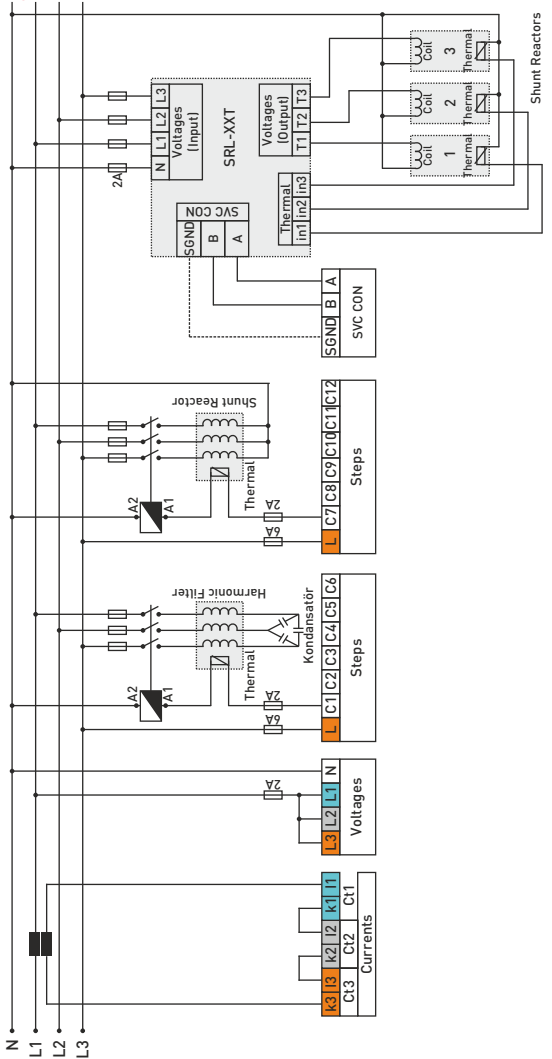 N
L1
L2
L3
k3 l3 k2 l2 k1 l1
Ct3 Ct2 Ct1
Currents
2A
L3 L2 L1 N
Voltages
A2
A1
Harmonic Filter
Thermal
Kondansatör
6A
2A
L C1 C2 C3 C4 C5 C6
Steps
A2
A1
Shunt Reactor
Thermal
6A
2A
L C7 C8 C9 C10 C11 C12
Steps
SGND B A
SVC CON
2A
N L1 L2 L3
Voltages
(Input)
SRL-XXT
SVC CON
SGND
B
A
Thermal
in1 in2 in3
Voltages
(Output)
T1 T2 T3
Coil
1
Thermal
Coil
2
Thermal
Coil
3
Thermal
Shunt Reactors